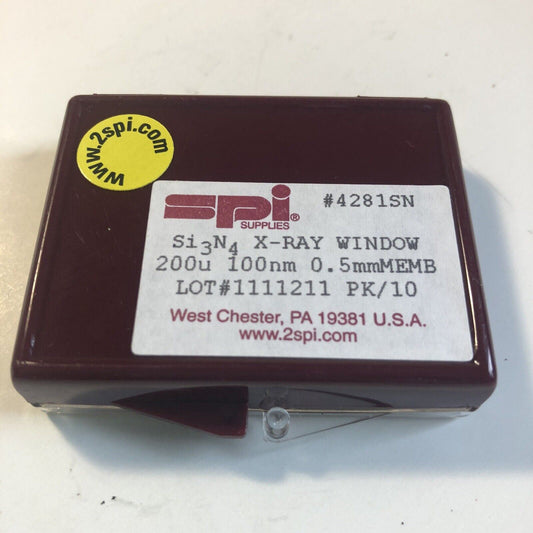 www.2spi.com
spi ® #4281SN
SUPPLIES
Si₃N₄ X-RAY WINDOW
200u 100nm 0.5mmMEMB
LOT#1111211 PK/10
West Chester, PA 19381 U.S.A.
www.2spi.com